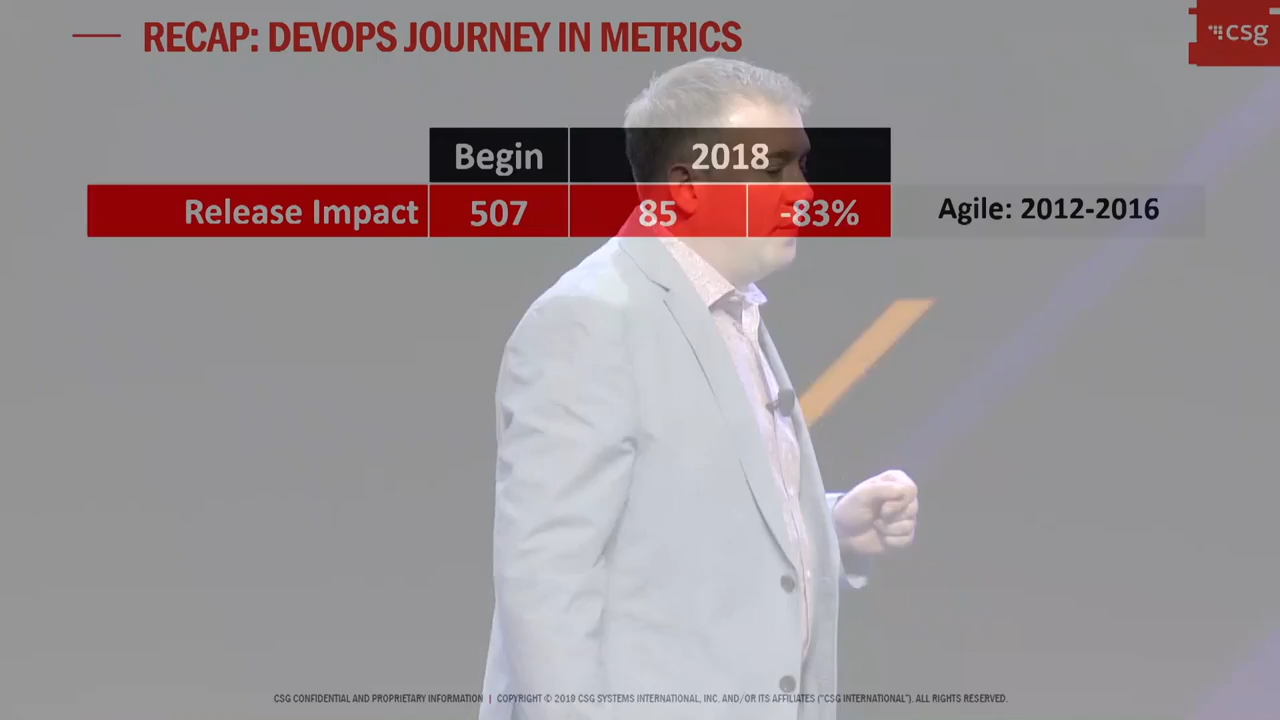 RECAP: DEVOPS JOURNEY IN METRICS
csg
Begin 2018
Release Impact 507 85 -83% Agile: 2012-2016
CSG CONFIDENTIAL AND PROPRIETARY INFORMATION | COPYRIGHT © 2019 CSG SYSTEMS INTERNATIONAL, INC. AND/OR ITS AFFILIATES ("CSG INTERNATIONAL"). ALL RIGHTS RESERVED.